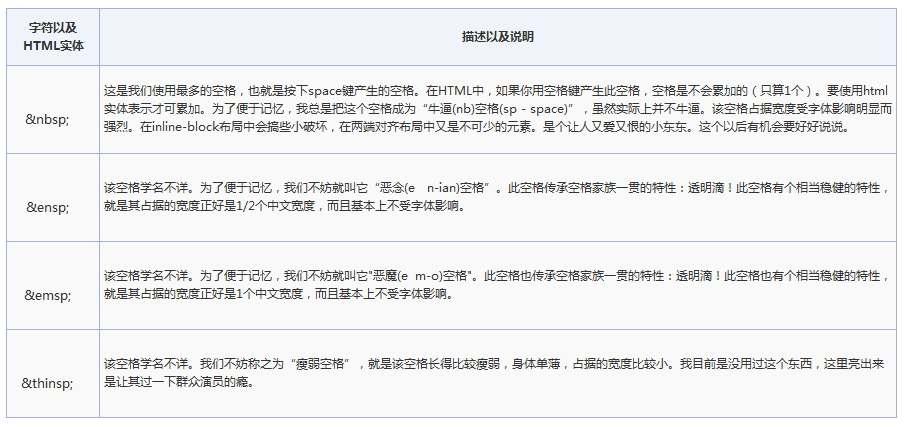 字符以及
HTML实体
描述以及说明
&nbsp;
这是我们使用最多的空格，也就是按下space键产生的空格。在HTML中，如果你用空格键产生此空格，空格是不会累加的（只算1个）。要使用html
实体表示才可累加。为了便于记忆，我总是把这个空格成为“牛逼(nb)空格(sp - space)”，虽然实际上并不牛逼。该空格占据宽度受字体影响明显而
强烈。在inline-block布局中会搞些小破坏，在两端对齐布局中又是不可少的元素。是个让人又爱又恨的小东东。这个以后有机会要好好说说。
&ensp;
该空格学名不详。为了便于记忆，我们不妨就叫它“恶念(e　n-ian)空格”。此空格传承空格家族一贯的特性：透明滴！此空格有个相当稳健的特性，
就是其占据的宽度正好是1/2个中文宽度，而且基本上不受字体影响。
&emsp;
该空格学名不详。为了便于记忆，我们不妨就叫它"恶魔(e  m-o)空格"。此空格也传承空格家族一贯的特性：透明滴！此空格也有个相当稳健的特性，
就是其占据的宽度正好是1个中文宽度，而且基本上不受字体影响。
&thinsp;
该空格学名不详。我们不妨称之为“瘦弱空格”，就是该空格长得比较瘦弱，身体单薄，占据的宽度比较小。我目前是没用过这个东西，这里亮出来
是让其过一下群众演员的瘾。